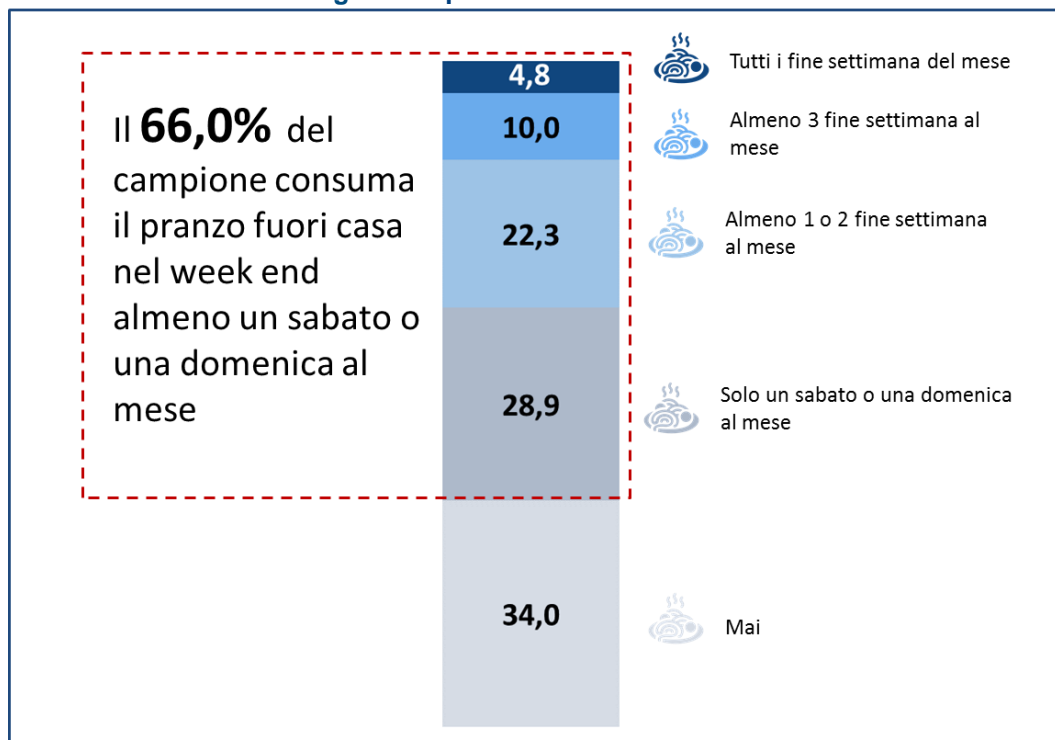 Il 66,0% del
campione consuma
il pranzo fuori casa
nel week end
almeno un sabato o
una domenica al
mese
4,8
10,0
22,3
28,9
34,0
Tutti i fine settimana del mese
Almeno 3 fine settimana al
mese
Almeno 1 o 2 fine settimana
al mese
Solo un sabato o una domenica
al mese
Mai